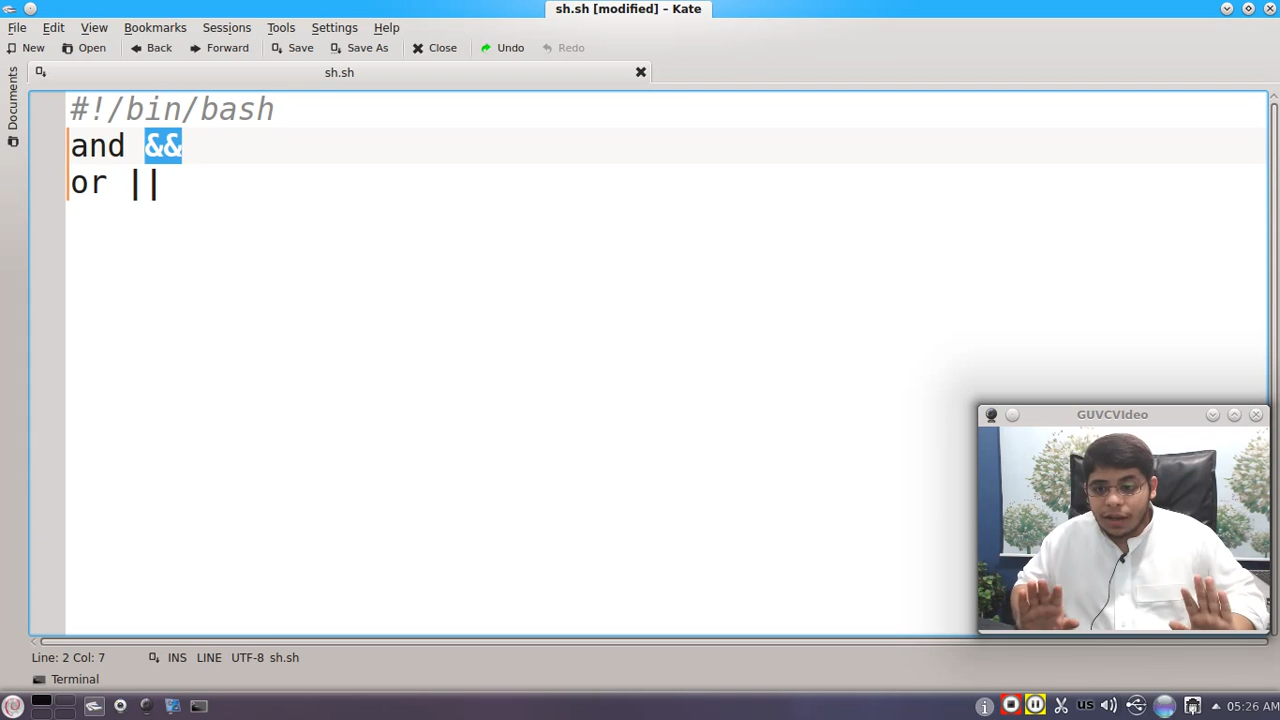 sh.sh [modified] – Kate
File Edit View Bookmarks Sessions Tools Settings Help
New Open Back Forward Save Save As Close Undo Redo
sh.sh
Documents
#!/bin/bash
and &&
or ||
GUVCVIdeo
Line: 2 Col: 7 INS LINE UTF-8 sh.sh
Terminal
us 05:26 AM